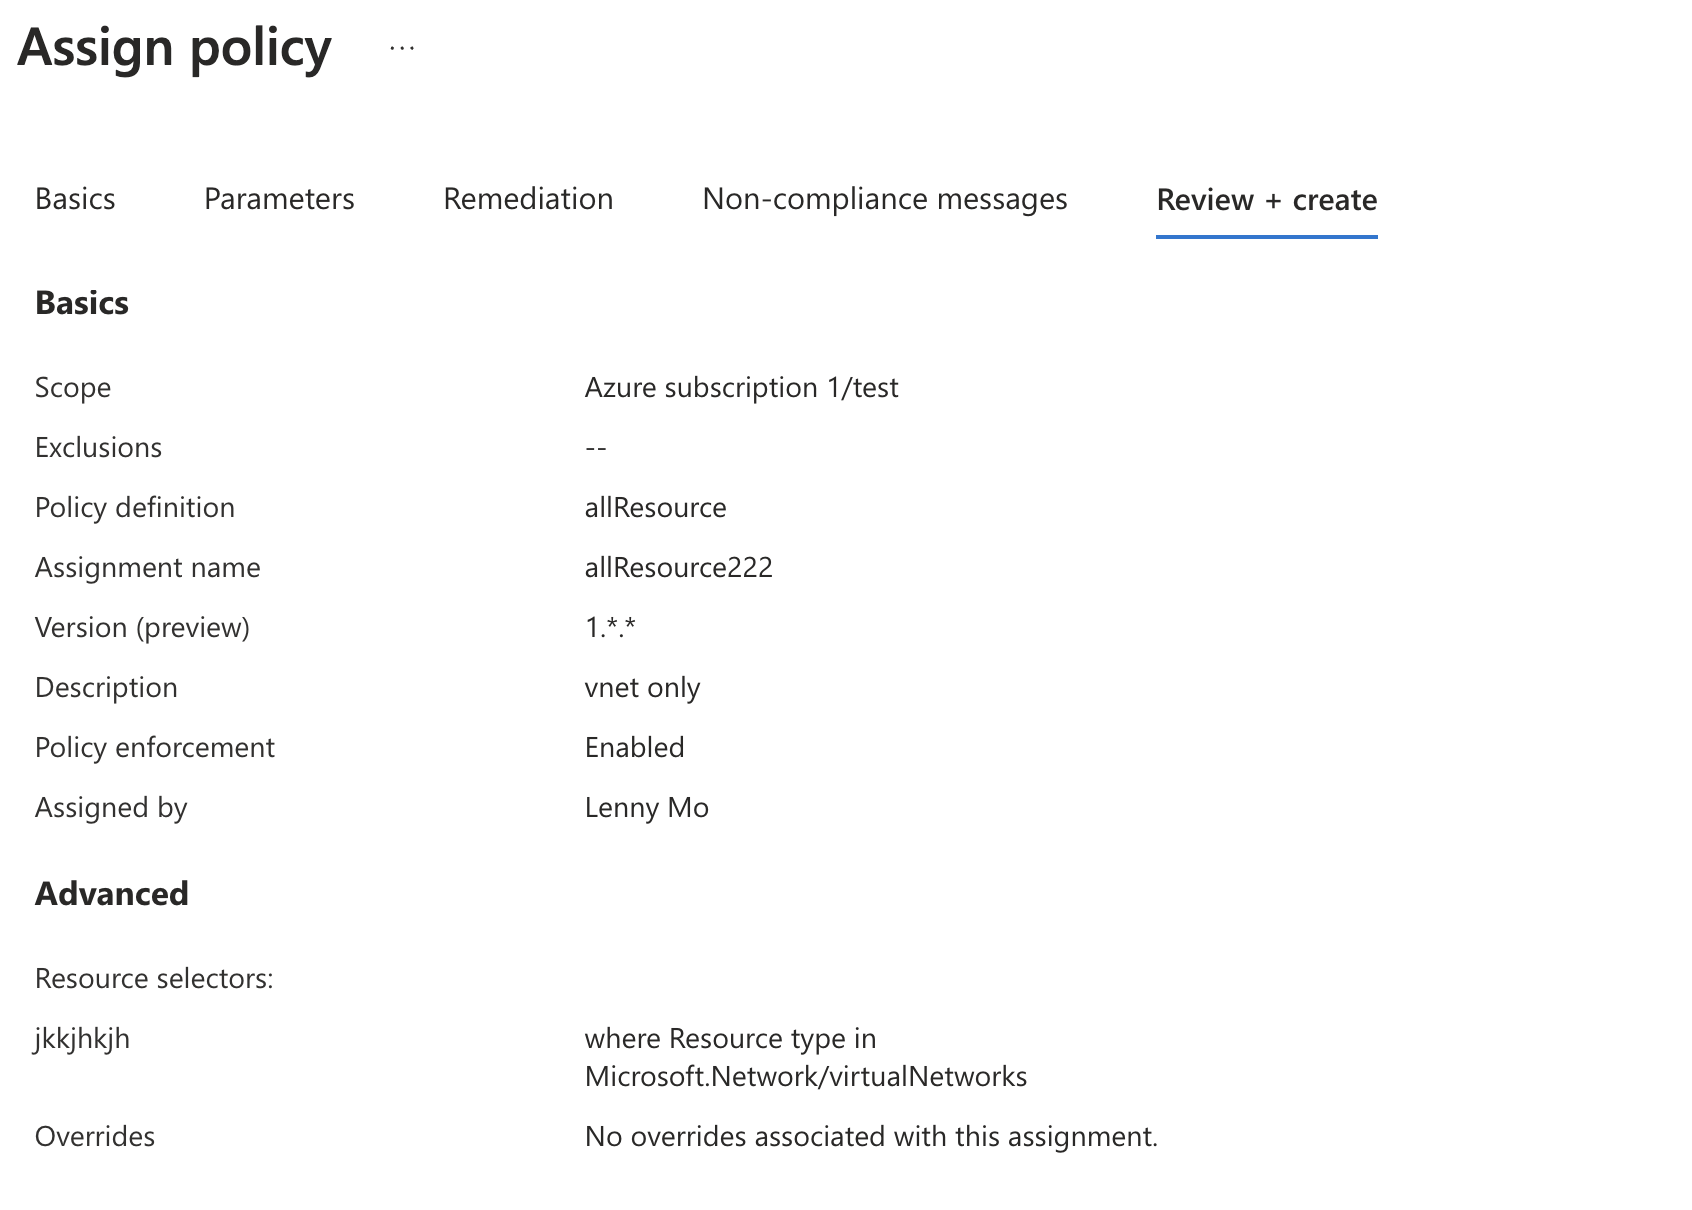 Assign policy ...
Basics Parameters Remediation Non-compliance messages Review + create
Basics
Scope Azure subscription 1/test
Exclusions --
Policy definition allResource
Assignment name allResource222
Version (preview) 1.*.*
Description vnet only
Policy enforcement Enabled
Assigned by Lenny Mo
Advanced
Resource selectors:
jkkjhkjh where Resource type in
Microsoft.Network/virtualNetworks
Overrides No overrides associated with this assignment.